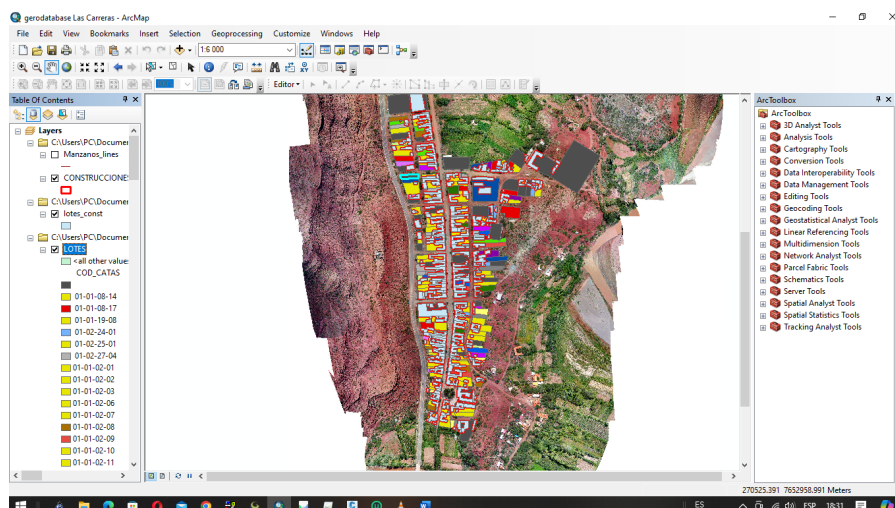 gerodatabase Las Carreras - ArcMap
File Edit View Bookmarks Insert Selection Geoprocessing Customize Windows Help
1:6 000
Editor
Table Of Contents
ArcToolbox
Layers
C:\Users\PC\Docume
Manzanos_lines
CONSTRUCCIONE
C:\Users\PC\Docume
lotes_const
C:\Users\PC\Docume
LOTES
<all other value
COD_CATAS
01-01-08-14
01-01-08-17
01-01-19-08
01-02-24-01
01-02-25-01
01-02-27-04
01-01-02-01
01-01-02-02
01-01-02-03
01-01-02-06
01-01-02-07
01-01-02-08
01-01-02-09
01-01-02-10
01-01-02-11
ArcToolbox
3D Analyst Tools
Analysis Tools
Cartography Tools
Conversion Tools
Data Interoperability Tools
Data Management Tools
Editing Tools
Geocoding Tools
Geostatistical Analyst Tools
Linear Referencing Tools
Multidimension Tools
Network Analyst Tools
Parcel Fabric Tools
Schematics Tools
Server Tools
Spatial Analyst Tools
Spatial Statistics Tools
Tracking Analyst Tools
270525.391 7652958.991 Meters
ES
ESP
18:31